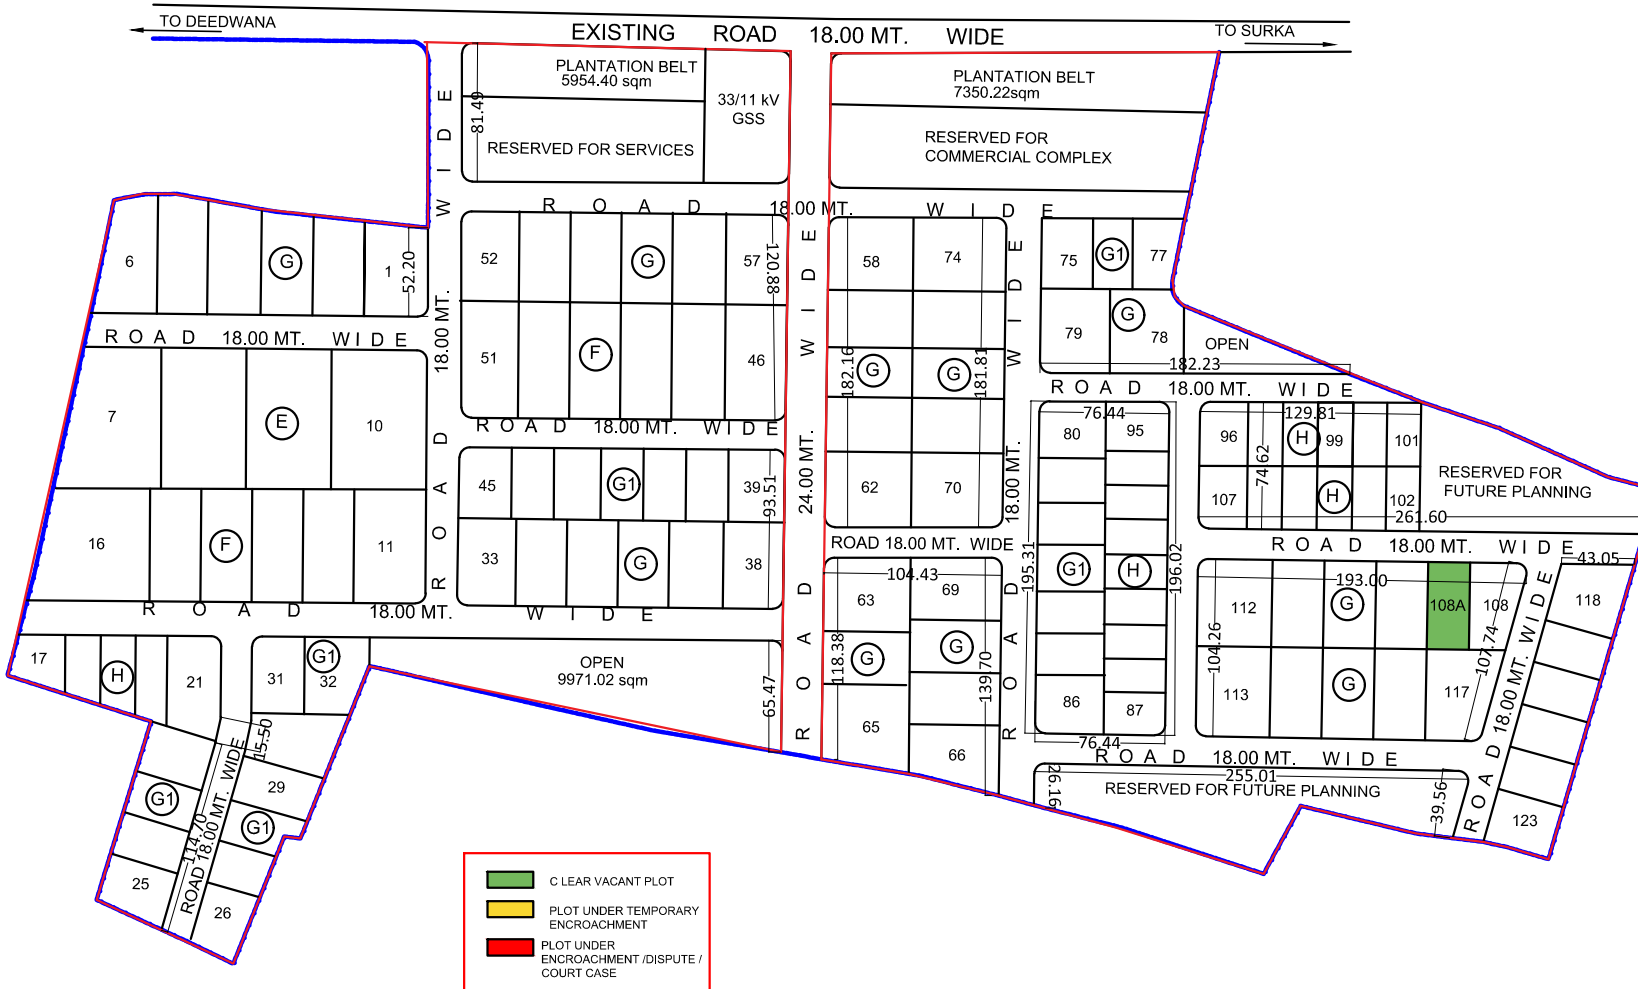 TO DEEDWANA
EXISTING ROAD 18.00 MT. WIDE
TO SURKA
PLANTATION BELT
5954.40 sqm
33/11 kV
GSS
RESERVED FOR SERVICES
81.49
PLANTATION BELT
7350.22sqm
RESERVED FOR
COMMERCIAL COMPLEX
ROAD 18.00 MT. WIDE
ROAD 18.00 MT. WIDE
6
G
1
52.20
52
G
57
120.88
51
F
46
58
74
182.16
G
G
181.81
62
70
75
G1
77
79
G
78
OPEN
182.23
ROAD 18.00 MT. WIDE
7
E
10
16
F
11
ROAD 18.00 MT. WIDE
45
G1
39
93.51
33
G
38
ROAD 24.00 MT. WIDE
ROAD 18.00 MT. WIDE
ROAD 18.00 MT. WIDE
76.44
80
95
195.31
196.02
G1
H
86
87
76.44
129.81
96
H
99
101
74.62
107
H
102
RESERVED FOR
FUTURE PLANNING
261.60
ROAD 18.00 MT. WIDE
43.05
ROAD 18.00 MT. WIDE
104.43
63
69
118.38
G
G
139.70
65
66
193.00
112
G
108A
108
104.26
107.74
113
G
117
ROAD 18.00 MT. WIDE
118
123
ROAD 18.00 MT. WIDE
17
H
21
31
G1
32
OPEN
9971.02 sqm
65.47
15.50
29
G1
G1
114.70
ROAD 18.00 MT. WIDE
25
26
ROAD 18.00 MT. WIDE
255.01
RESERVED FOR FUTURE PLANNING
26.16
39.56
C LEAR VACANT PLOT
PLOT UNDER TEMPORARY
ENCROACHMENT
PLOT UNDER
ENCROACHMENT /DISPUTE /
COURT CASE